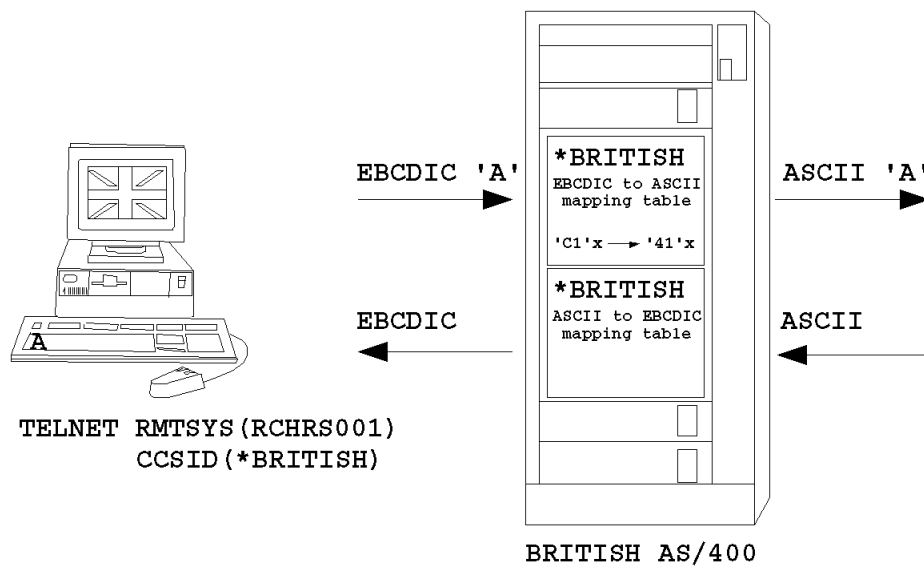 EBCDIC 'A'
*BRITISH
EBCDIC to ASCII
mapping table
'C1'x → '41'x
ASCII 'A'
EBCDIC
*BRITISH
ASCII to EBCDIC
mapping table
ASCII
A
TELNET RMTSYS(RCHRS001)
CCSID(*BRITISH)
BRITISH AS/400